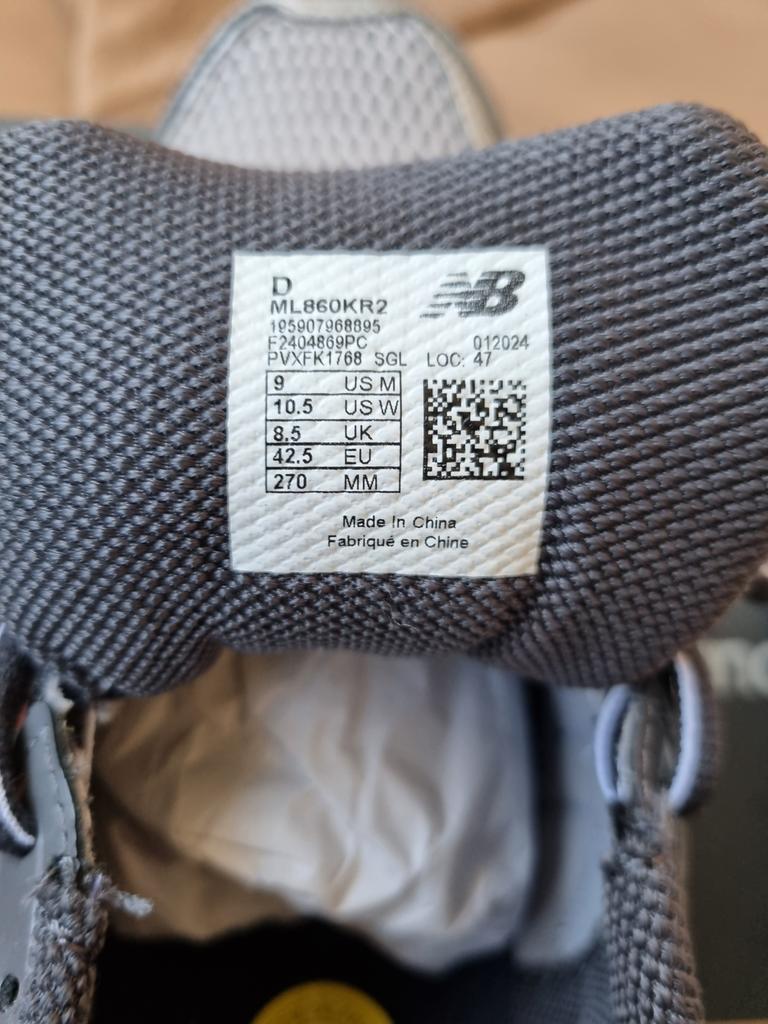 D
ML860KR2
NB
195907968895
F2404869PC 012024
PVXFK1768 SGL LOC: 47
9 US M
10.5 US W
8.5 UK
42.5 EU
270 MM
Made In China
Fabriqué en Chine